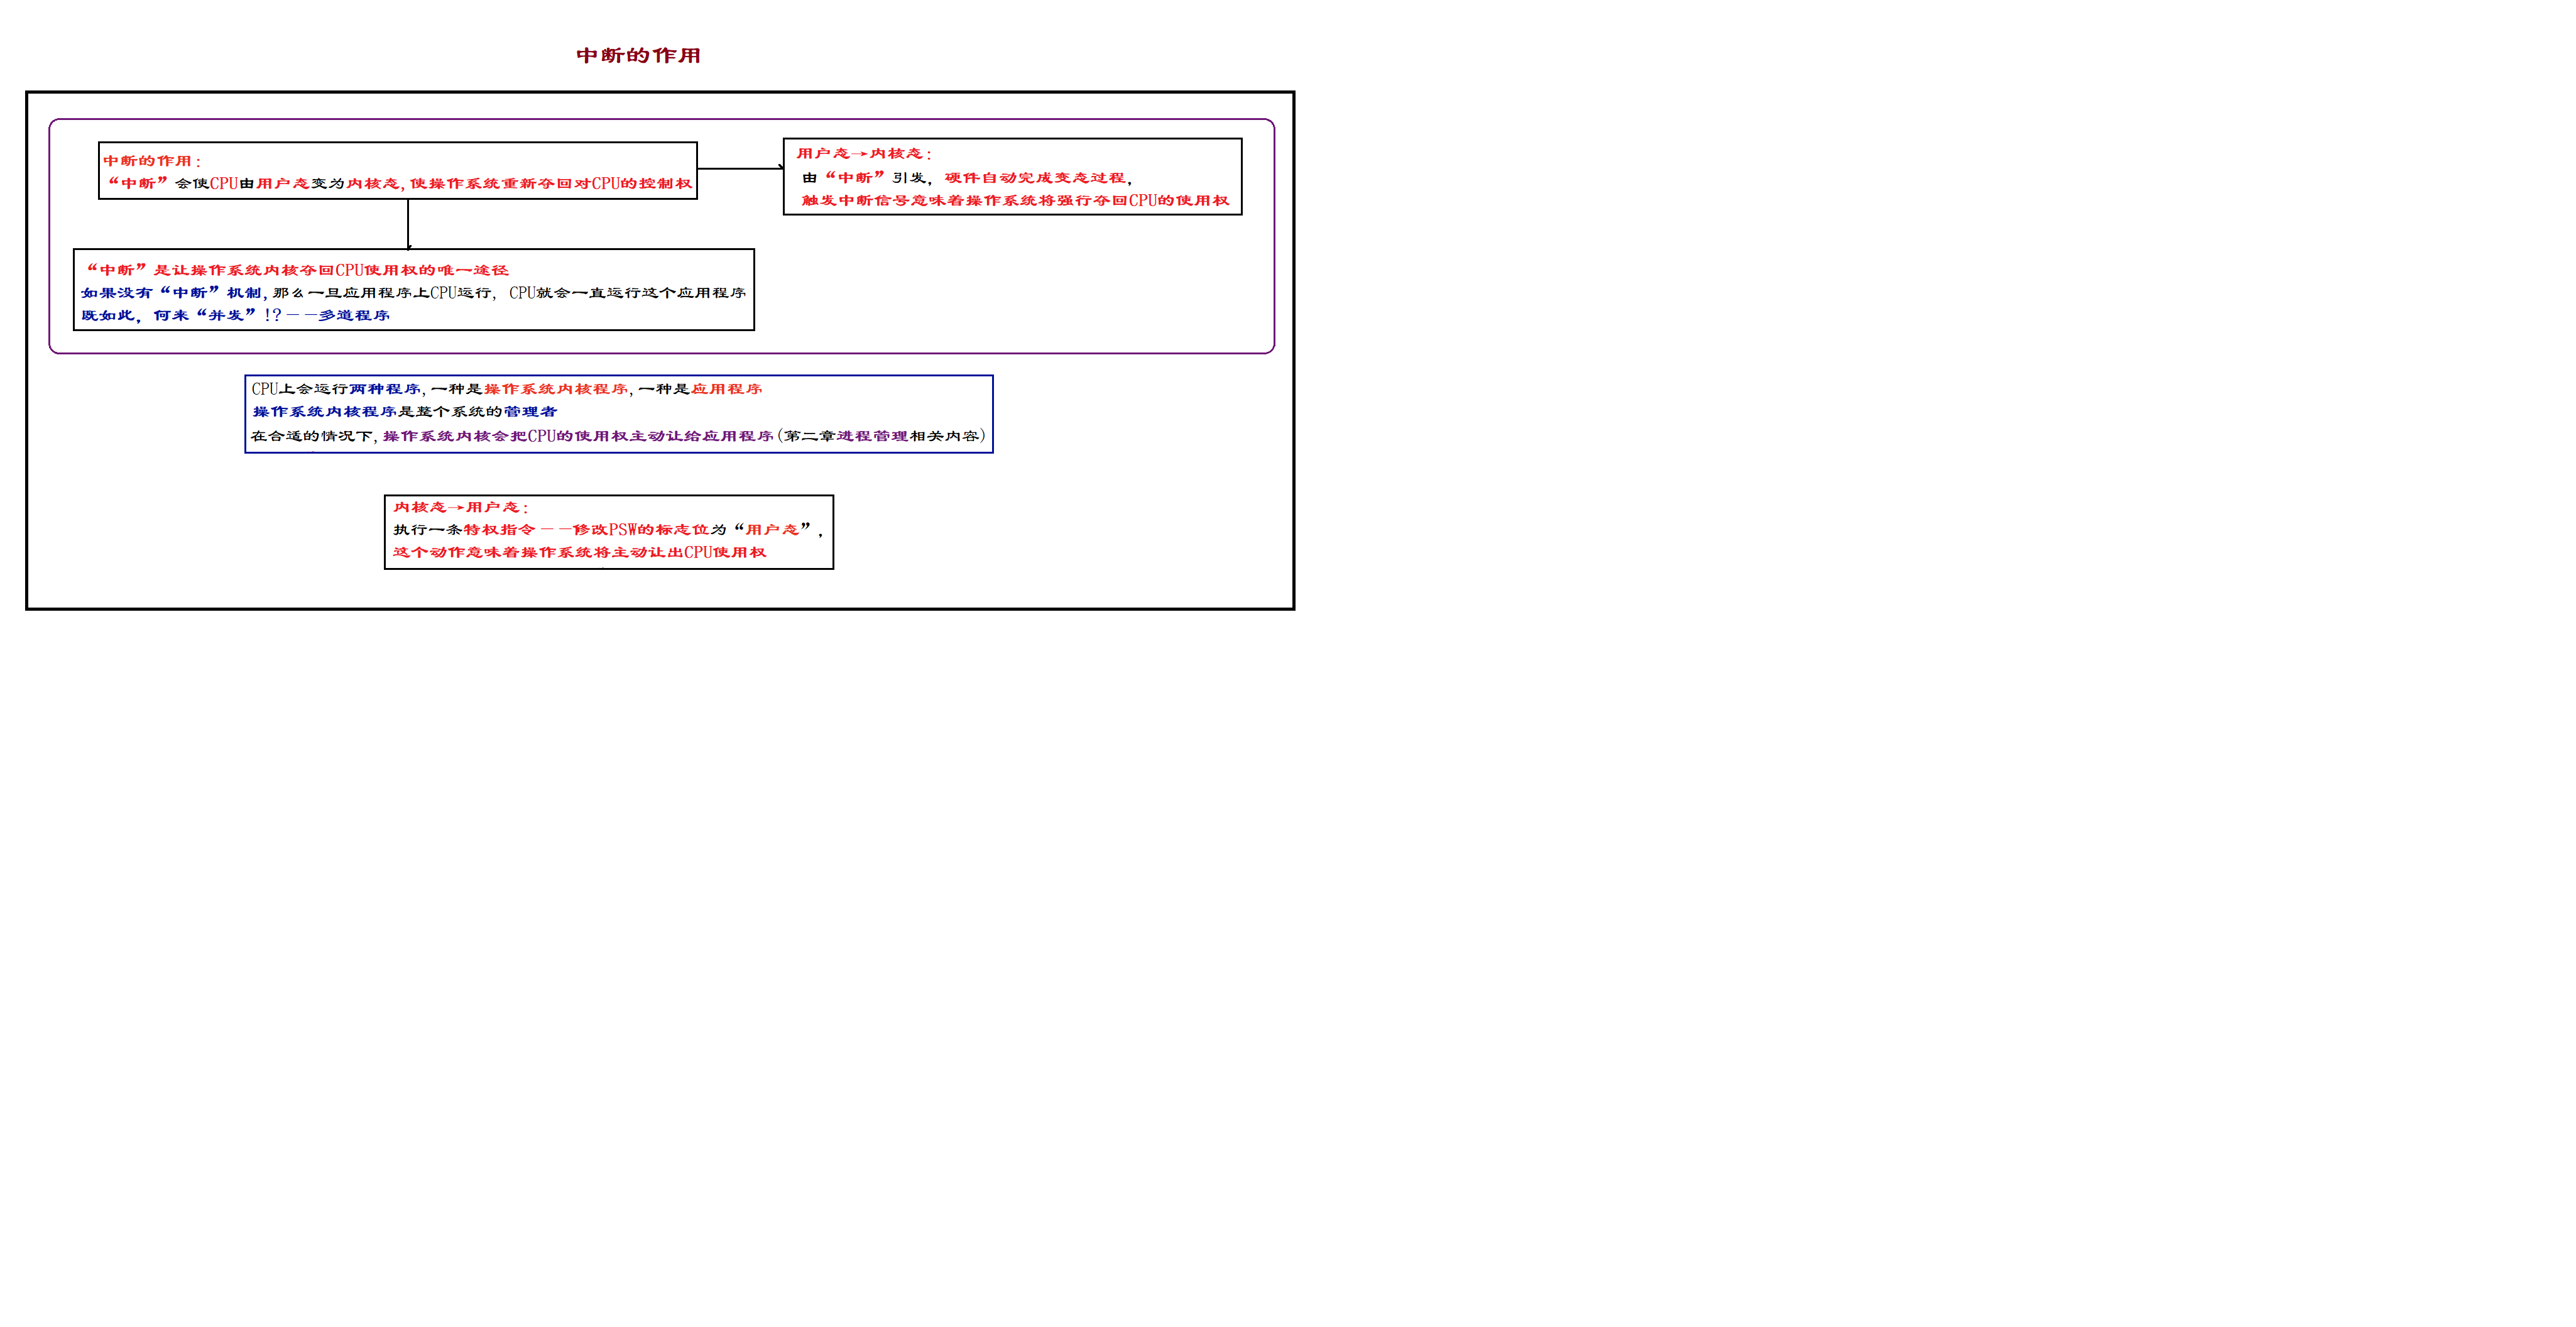 中断的作用
中断的作用:
“中断”会使CPU由用户态变为内核态,使操作系统重新夺回对CPU的控制权
用户态→内核态:
由“中断”引发，硬件自动完成变态过程，
触发中断信号意味着操作系统将强行夺回CPU的使用权
“中断”是让操作系统内核夺回CPU使用权的唯一途径
如果没有“中断”机制,那么一旦应用程序上CPU运行，CPU就会一直运行这个应用程序
既如此，何来“并发”!?——多道程序
CPU上会运行两种程序,一种是操作系统内核程序,一种是应用程序
操作系统内核程序是整个系统的管理者
在合适的情况下,操作系统内核会把CPU的使用权主动让给应用程序(第二章进程管理相关内容)
内核态→用户态:
执行一条特权指令——修改PSW的标志位为“用户态”，
这个动作意味着操作系统将主动让出CPU使用权